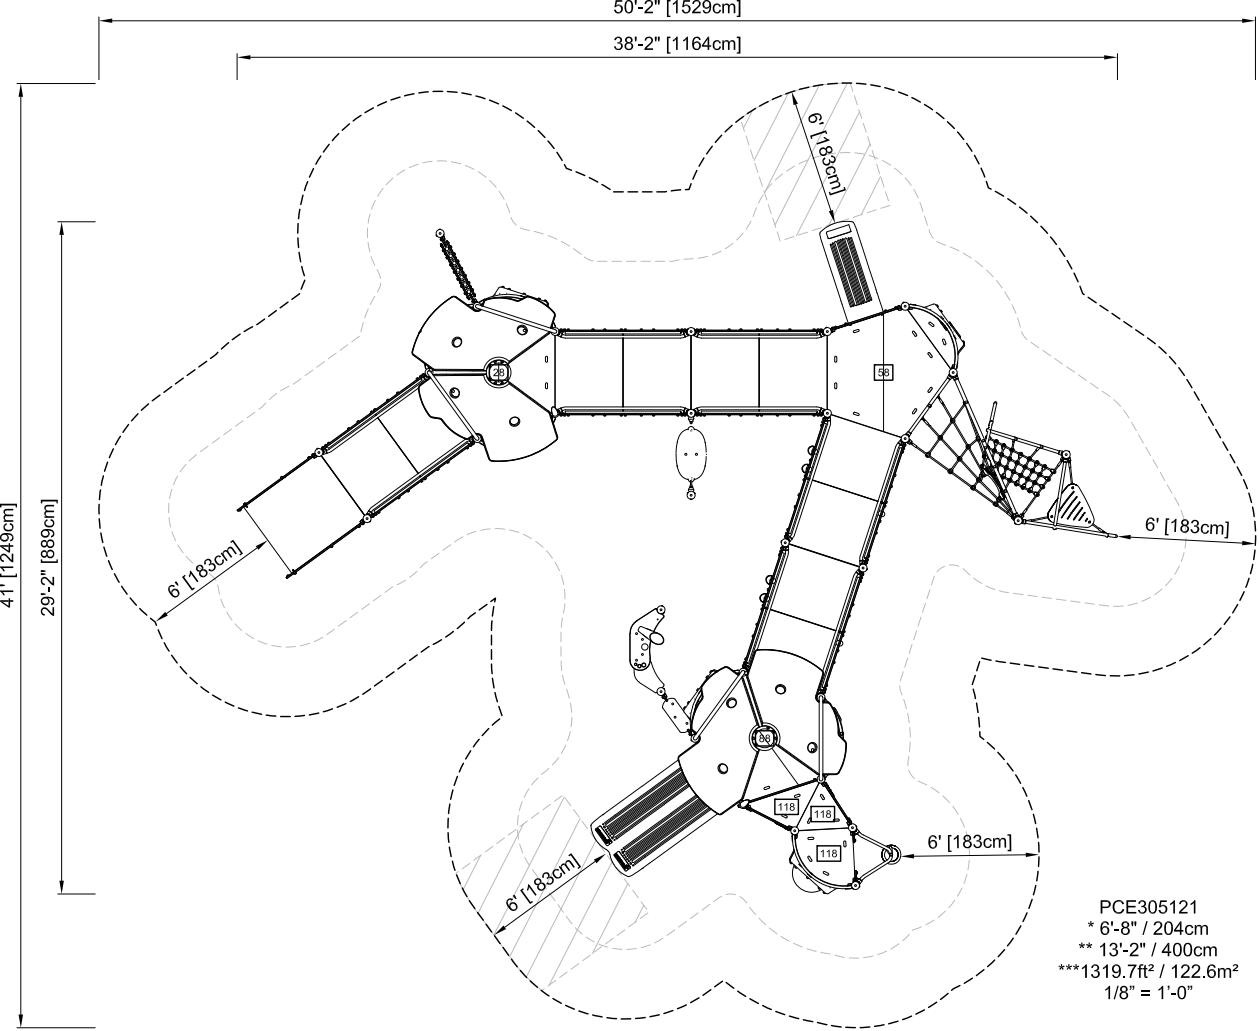 50'-2" [1529cm]
38'-2" [1164cm]
6' [183cm]
28
58
41' [1249cm]
29'-2" [889cm]
6' [183cm]
6' [183cm]
88
118
118
118
6' [183cm]
6' [183cm]
PCE305121
* 6'-8" / 204cm
** 13'-2" / 400cm
***1319.7ft² / 122.6m²
1/8” = 1’-0”